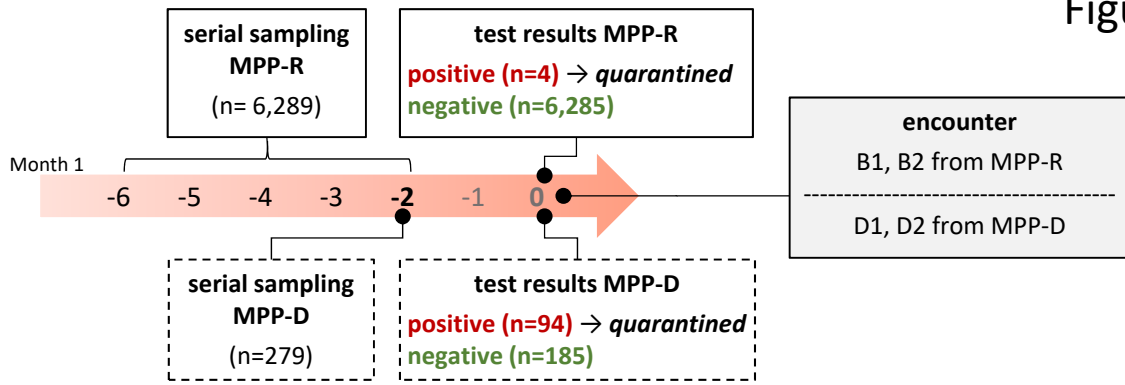 Figu
serial sampling
MPP-R
(n= 6,289)
test results MPP-R
positive (n=4) → quarantined
negative (n=6,285)
encounter
B1, B2 from MPP-R
D1, D2 from MPP-D
Month 1
-6 -5 -4 -3 -2 -1 0
serial sampling
MPP-D
(n=279)
test results MPP-D
positive (n=94) → quarantined
negative (n=185)